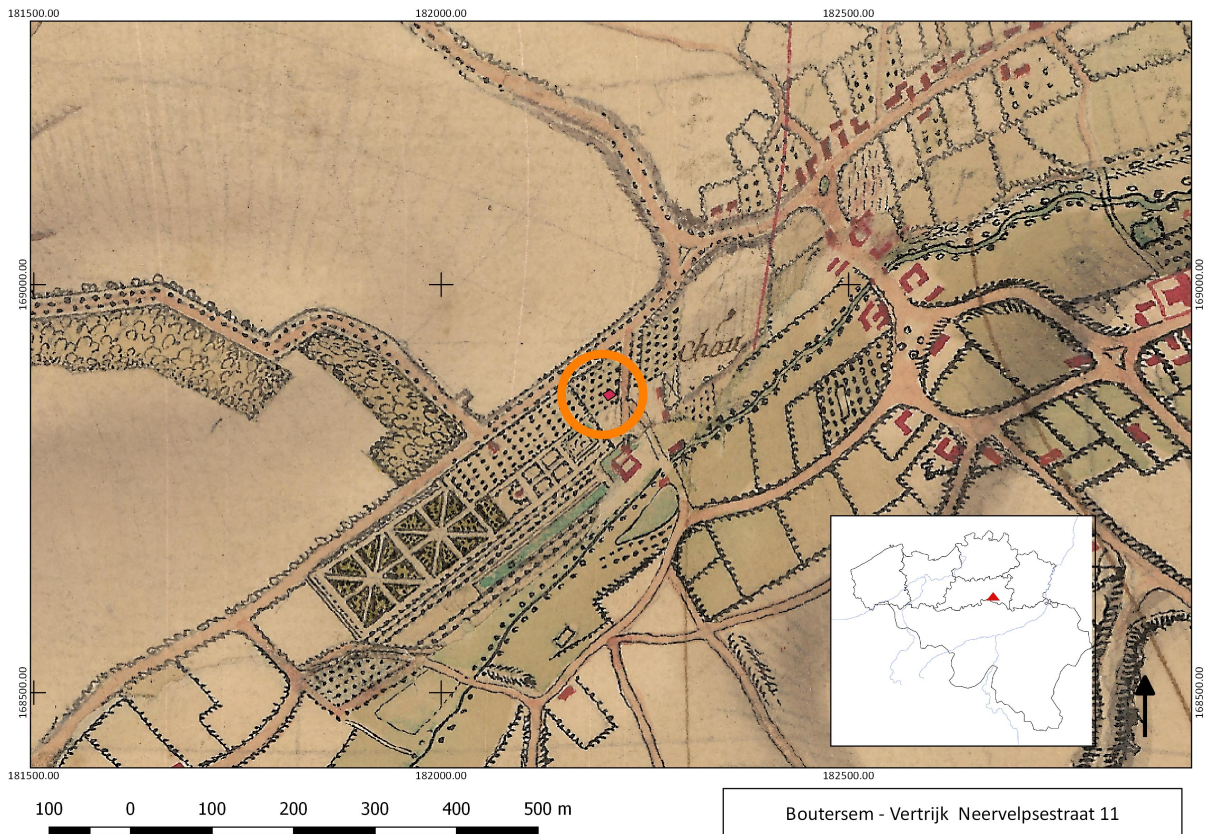 181500.00 182000.00 182500.00
169000.00 169000.00
chau
168500.00 168500.00
181500.00 182000.00 182500.00
100 0 100 200 300 400 500 m
Boutersem - Vertrijk Neervelpsestraat 11